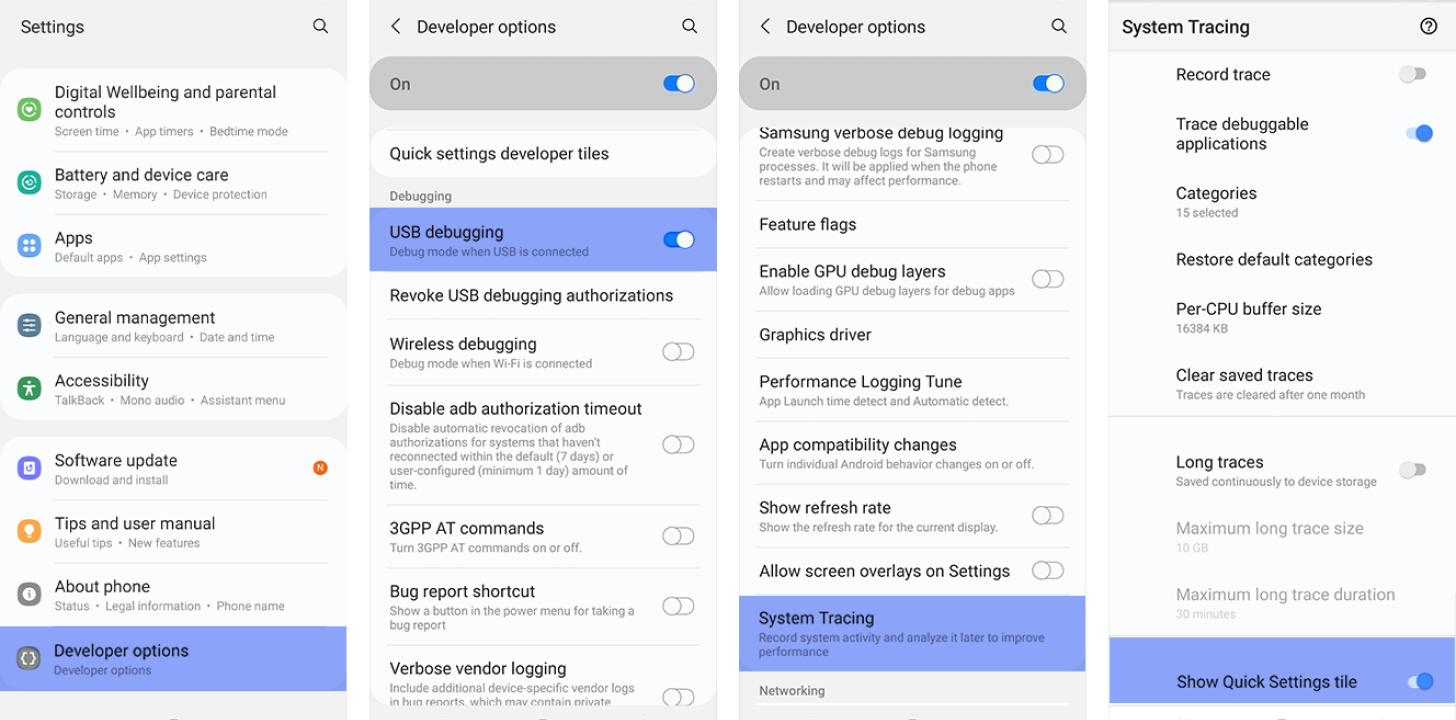 Settings
Digital Wellbeing and parental
controls
Screen time • App timers • Bedtime mode
Battery and device care
Storage • Memory • Device protection
Apps
Default apps • App settings
General management
Language and keyboard • Date and time
Accessibility
TalkBack • Mono audio • Assistant menu
Software update
N
Download and install
Tips and user manual
Useful tips • New features
About phone
Status • Legal information • Phone name
Developer options
Developer options
Developer options
On
Quick settings developer tiles
Debugging
USB debugging
Debug mode when USB is connected
Revoke USB debugging authorizations
Wireless debugging
Debug mode when Wi-Fi is connected
Disable adb authorization timeout
Disable automatic revocation of adb
authorizations for systems that haven't
reconnected within the default (7 days) or
user-configured (minimum 1 day) amount of
time.
3GPP AT commands
Turn 3GPP AT commands on or off.
Bug report shortcut
Show a button in the power menu for taking a
bug report
Verbose vendor logging
Include additional device-specific vendor logs
in bug reports, which may contain private
Developer options
On
Samsung verbose debug logging
Create verbose debug logs for Samsung
processes. It will be applied when the phone
restarts and may affect performance.
Feature flags
Enable GPU debug layers
Allow loading GPU debug layers for debug apps
Graphics driver
Performance Logging Tune
App Launch time detect and Automatic detect.
App compatibility changes
Turn individual Android behavior changes on or off.
Show refresh rate
Show the refresh rate for the current display.
Allow screen overlays on Settings
System Tracing
Record system activity and analyze it later to improve
performance
Networking
System Tracing
Record trace
Trace debuggable
applications
Categories
15 selected
Restore default categories
Per-CPU buffer size
16384 KB
Clear saved traces
Traces are cleared after one month
Long traces
Saved continuously to device storage
Maximum long trace size
10 GB
Maximum long trace duration
30 minutes
Show Quick Settings tile